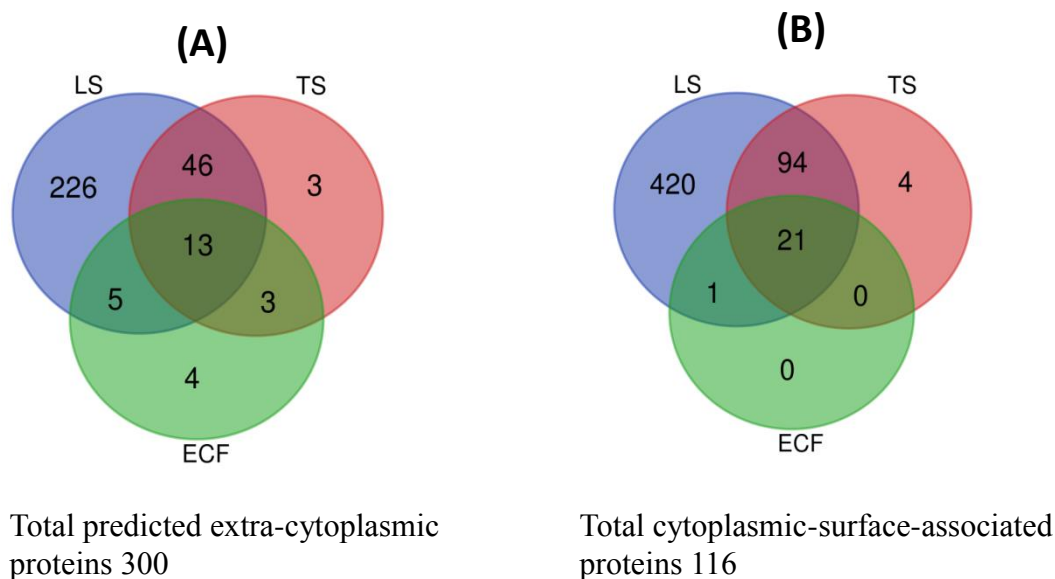 (A)
LS
TS
226
46
3
13
5
3
4
ECF
Total predicted extra-cytoplasmic
proteins 300
(B)
LS
TS
420
94
4
21
1
0
0
ECF
Total cytoplasmic-surface-associated
proteins 116